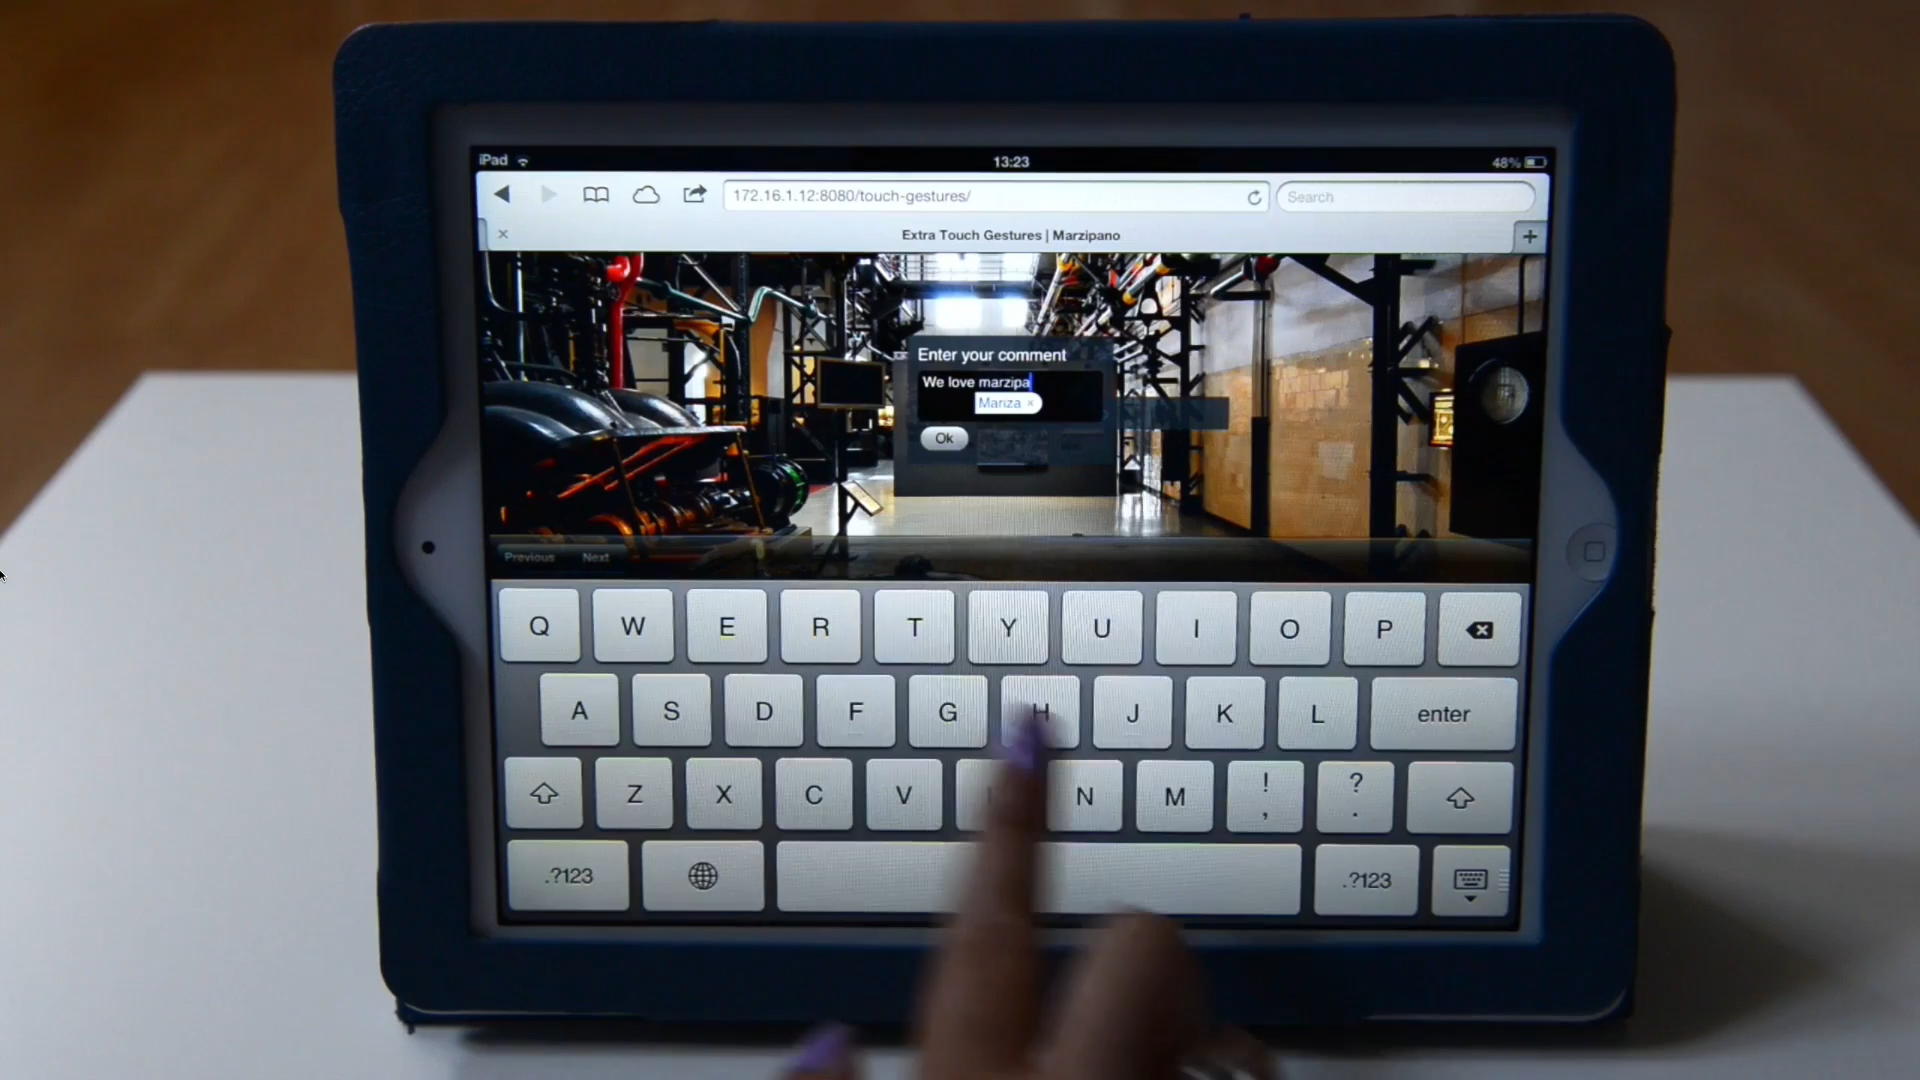 iPad
13:23
48%
172.16.1.12:8080/touch-gestures/
Search
Extra Touch Gestures | Marzipano
Enter your comment
We love marzipa
Mariza ×
Ok
Previous Next
Q W E R T Y U I O P
A S D F G H J K L enter
Z X C V N M ! , ? .
.?123 .?123